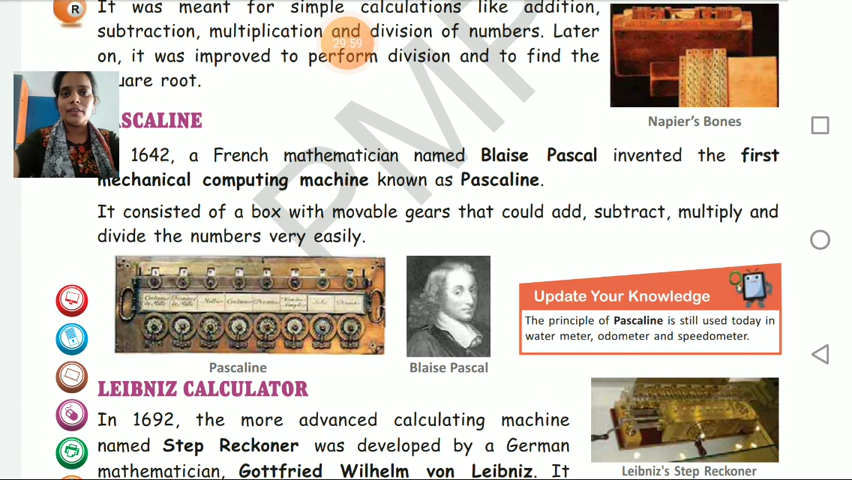 It was meant for simple calculations like addition,
subtraction, multiplication and division of numbers. Later
on, it was improved to perform division and to find the
uare root.
29:59
R
Napier's Bones
ASCALINE
1642, a French mathematician named Blaise Pascal invented the first
mechanical computing machine known as Pascaline.
It consisted of a box with movable gears that could add, subtract, multiply and
divide the numbers very easily.
Update Your Knowledge
The principle of Pascaline is still used today in
water meter, odometer and speedometer.
Pascaline
Blaise Pascal
LEIBNIZ CALCULATOR
In 1692, the more advanced calculating machine
named Step Reckoner was developed by a German
mathematician, Gottfried Wilhelm von Leibniz. It
Leibniz's Step Reckoner
PMP